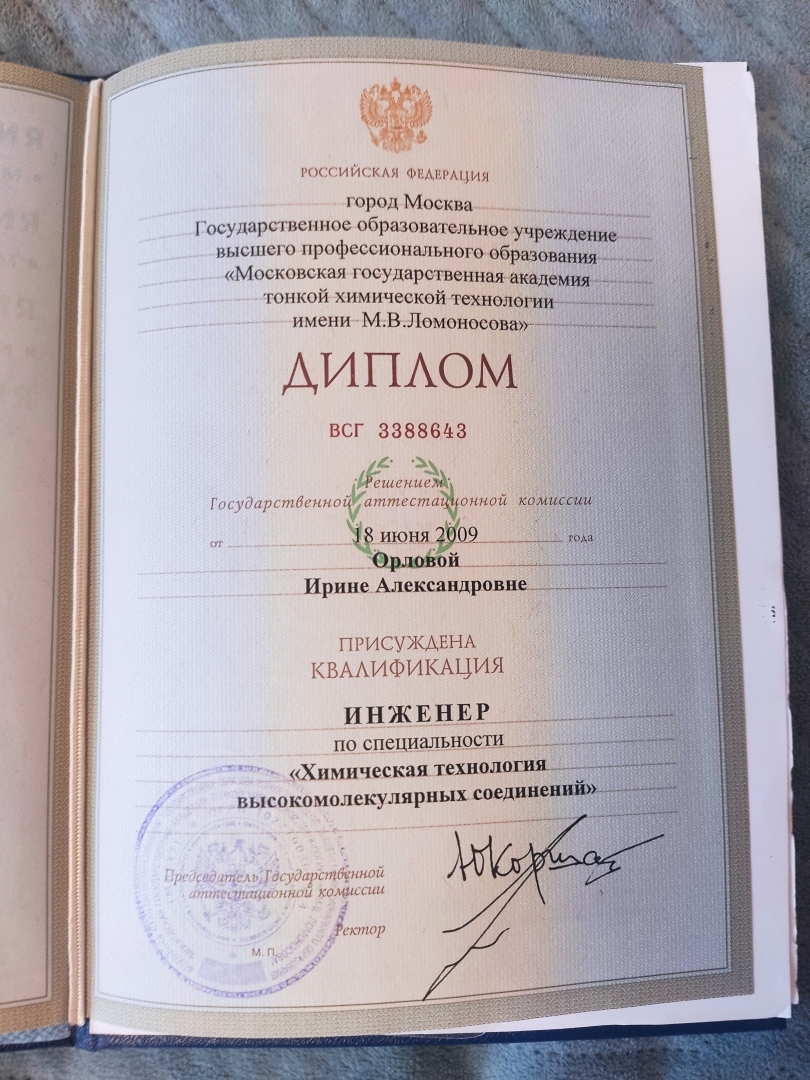 РОССИЙСКАЯ ФЕДЕРАЦИЯ
город Москва
Государственное образовательное учреждение
высшего профессионального образования
«Московская государственная академия
тонкой химической технологии
имени М.В.Ломоносова»
ДИПЛОМ
ВСГ 3388643
Решением
Государственной аттестационной комиссии
от 18 июня 2009 года
Орловой
Ирине Александровне
ПРИСУЖДЕНА
КВАЛИФИКАЦИЯ
ИНЖЕНЕР
по специальности
«Химическая технология
высокомолекулярных соединений»
Председатель Государственной
аттестационной комиссии
Ректор
М. П.